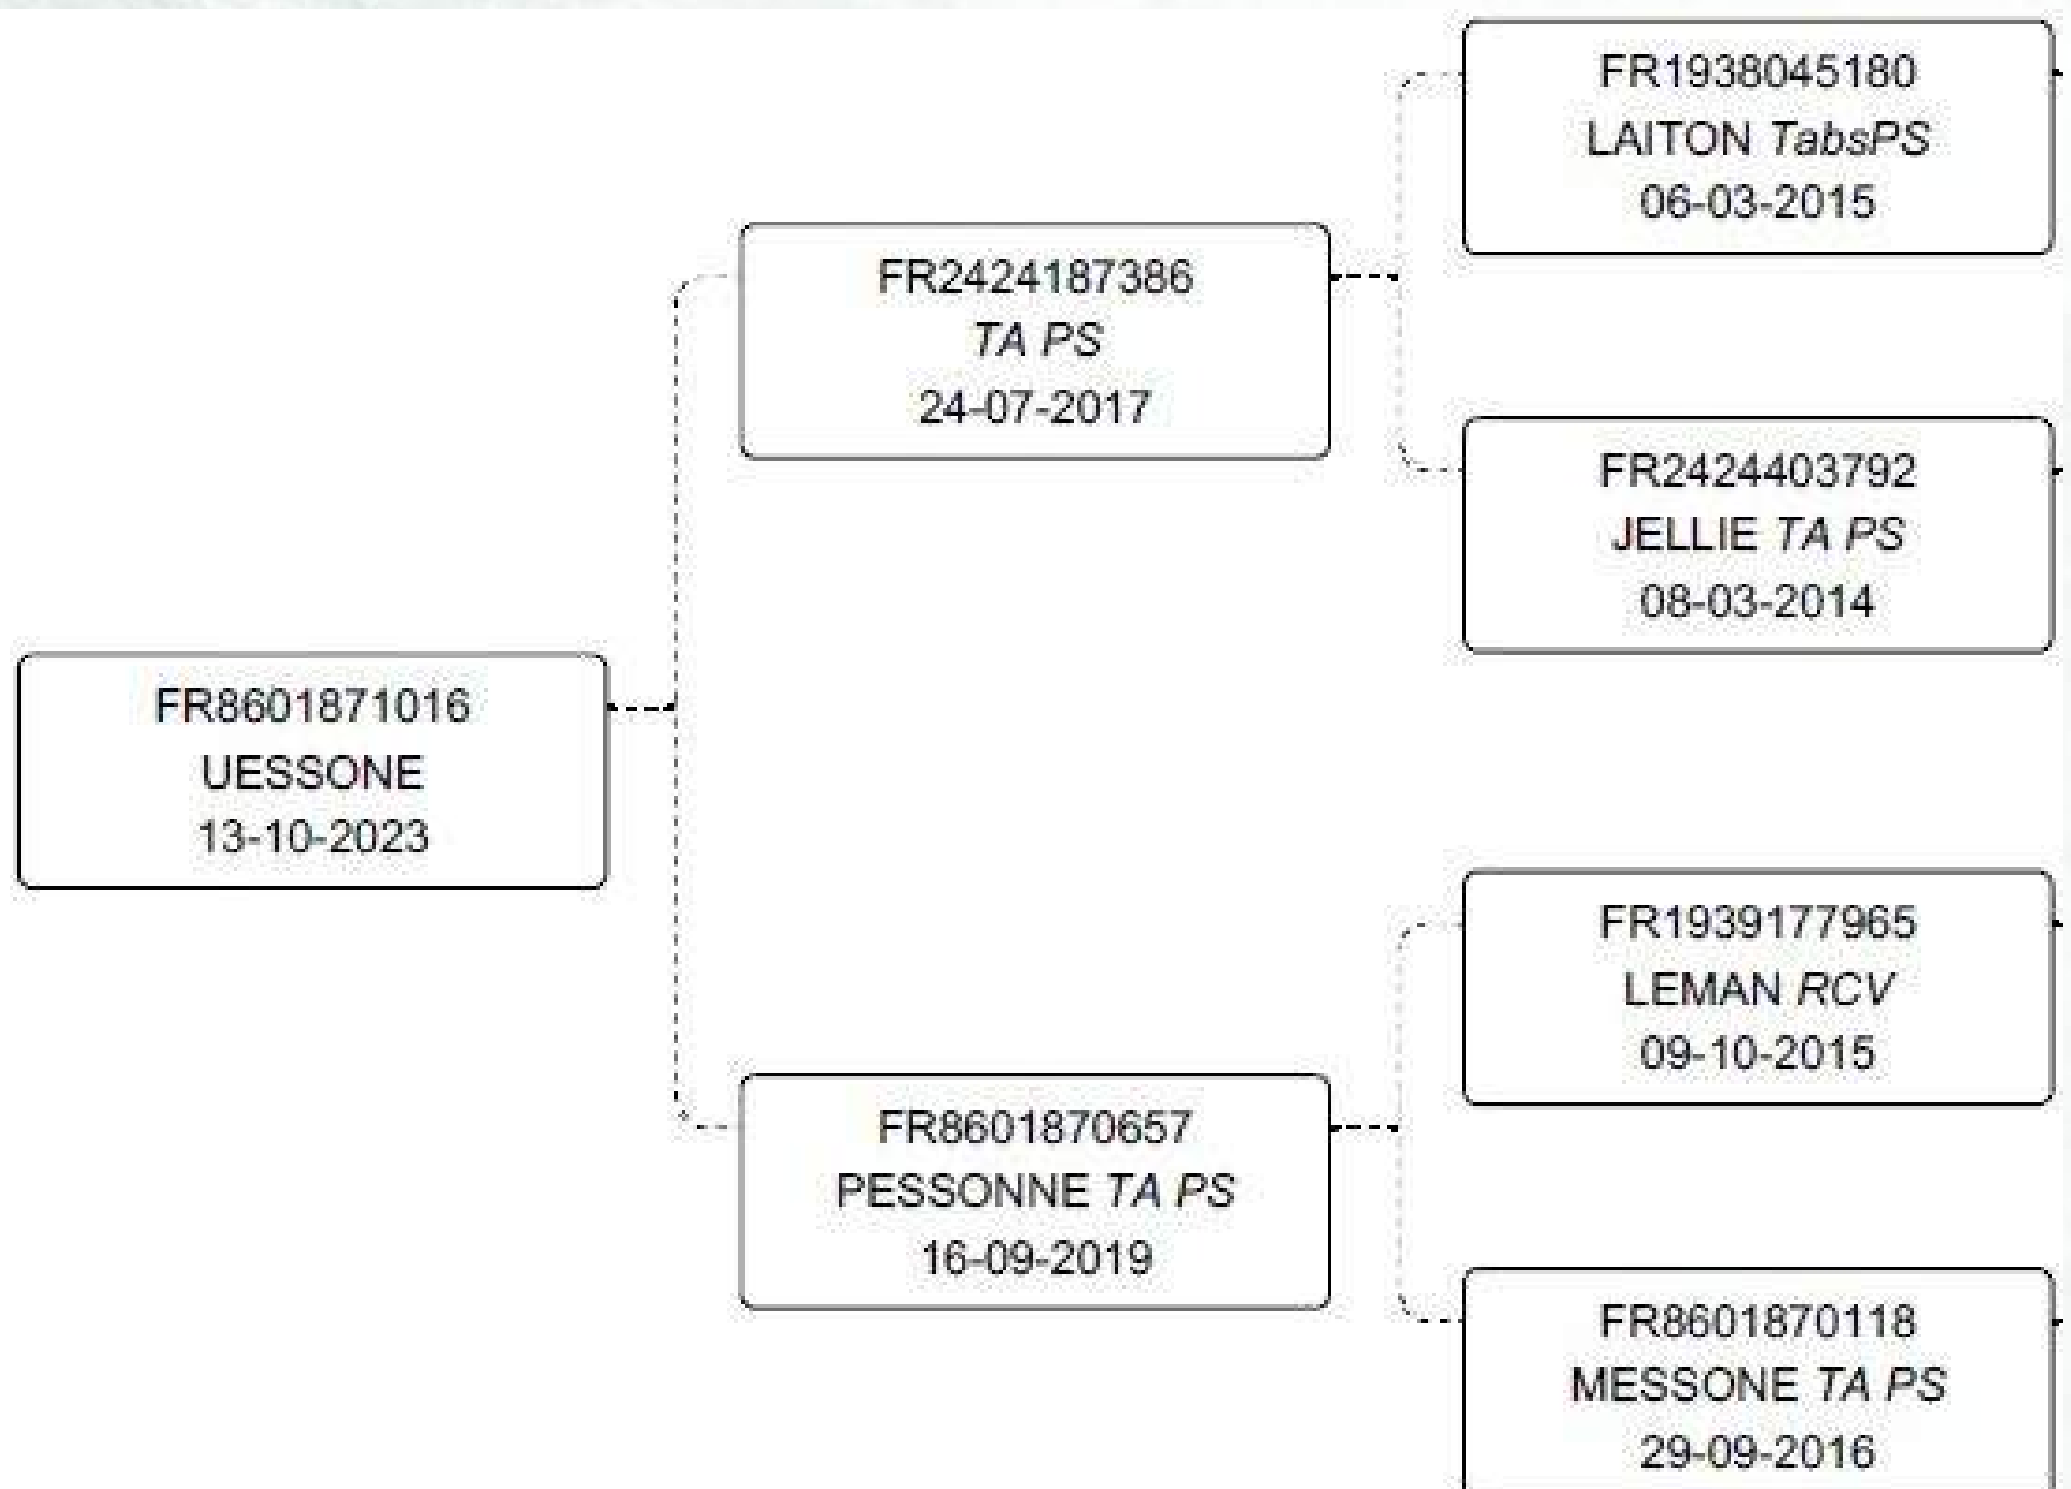 FR1938045180
LAITON TabsPS
06-03-2015
FR2424187386
TA PS
24-07-2017
FR2424403792
JELLIE TA PS
08-03-2014
FR8601871016
UESSONE
13-10-2023
FR1939177965
LEMAN RCV
09-10-2015
FR8601870657
PESSONNE TA PS
16-09-2019
FR8601870118
MESSONE TA PS
29-09-2016